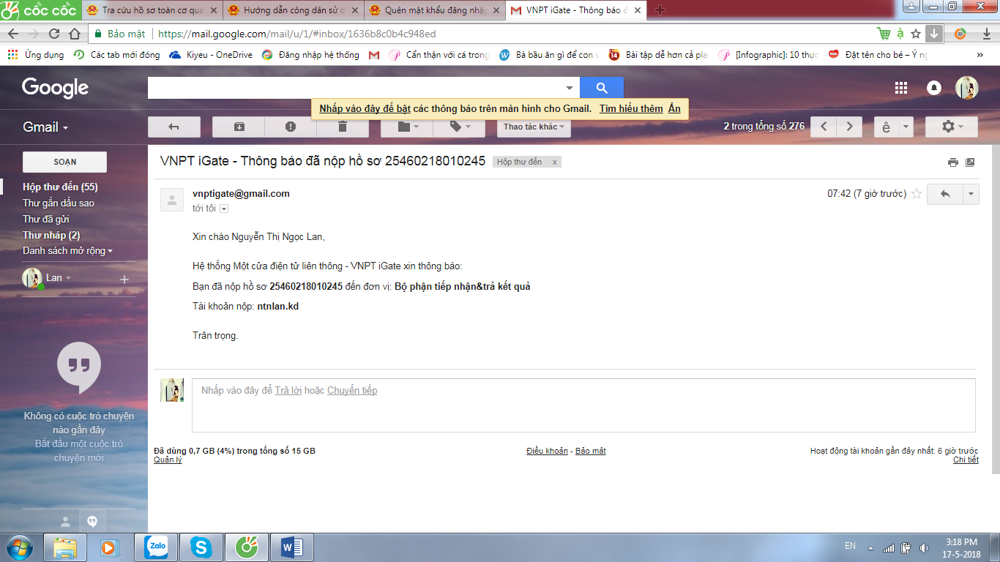 cốc cốc
Tra cứu hồ sơ toàn cơ qua
Hướng dẫn công dân sử d
Quên mật khẩu đăng nhập
VNPT iGate - Thông báo đ
Bảo mật
https://mail.google.com/mail/u/1/#inbox/1636b8c0b4c948ed
Ứng dụng
Các tab mới đóng
Kiyeu - OneDrive
Đăng nhập hệ thống
Cẩn thận với cá trong
Bà bầu ăn gì để con s
Bài tập dễ hơn cả pla
[Infographic]: 10 thực
Đặt tên cho bé – Ý ng
Google
Nhấp vào đây để bật các thông báo trên màn hình cho Gmail. Tìm hiểu thêm Ẩn
Gmail
Thao tác khác
2 trong tổng số 276
ê
SOẠN
VNPT iGate - Thông báo đã nộp hồ sơ 25460218010245
Hộp thư đến x
Hộp thư đến (55)
Thư gắn dấu sao
Thư đã gửi
Thư nháp (2)
Danh sách mở rộng
Lan
vnptigate@gmail.com
07:42 (7 giờ trước)
tới tôi
Xin chào Nguyễn Thị Ngọc Lan,
Hệ thống Một cửa điện tử liên thông - VNPT iGate xin thông báo:
Bạn đã nộp hồ sơ 25460218010245 đến đơn vị: Bộ phận tiếp nhận&trả kết quả
Tài khoản nộp: ntnlan.kd
Trân trọng.
Nhấp vào đây để Trả lời hoặc Chuyển tiếp
Không có cuộc trò chuyện
nào gần đây
Bắt đầu một cuộc trò
chuyện mới
Đã dùng 0,7 GB (4%) trong tổng số 15 GB
Quản lý
Điều khoản - Bảo mật
Hoạt động tài khoản gần đây nhất: 6 giờ trước
Chi tiết
Zalo
EN
3:18 PM
17-5-2018